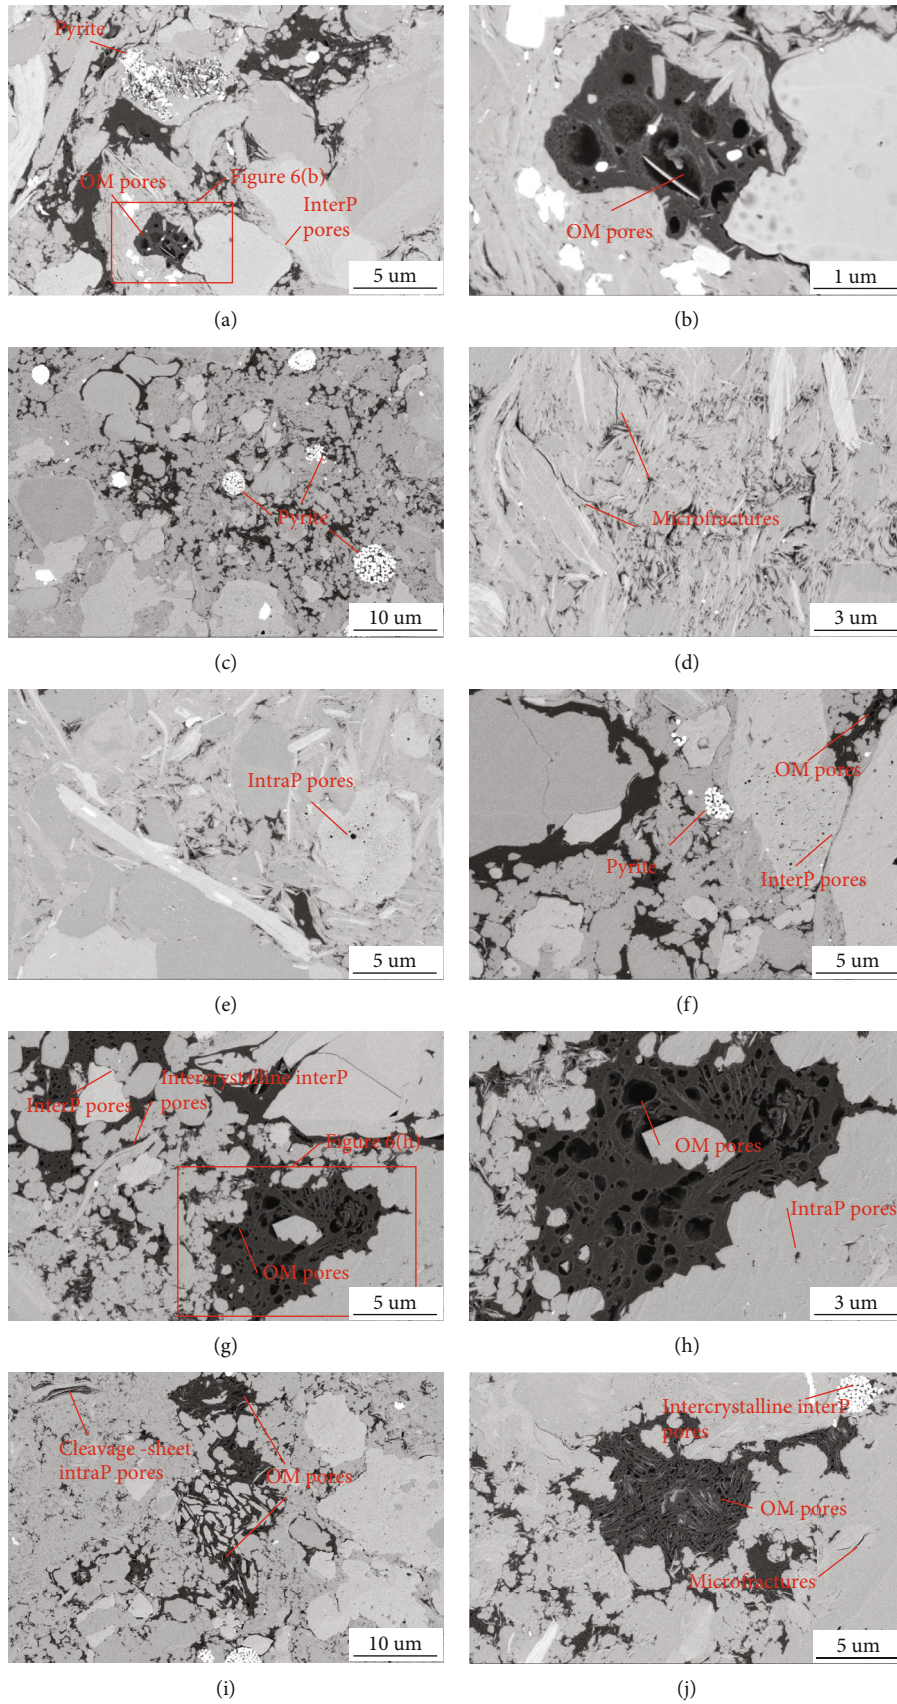 Pyrite
OM pores
Figure 6(b)
InterP
pores
5 um
(a)
OM pores
1 um
(b)
Pyrite
10 um
(c)
Microfractures
3 um
(d)
IntraP pores
5 um
(e)
OM pores
Pyrite
InterP pores
5 um
(f)
Intercrystalline interP
pores
InterP pores
Figure 6(h)
OM pores
5 um
(g)
OM pores
IntraP pores
3 um
(h)
Cleavage -sheet
intraP pores
OM pores
10 um
(i)
Intercrystalline interP
pores
OM pores
Microfractures
5 um
(j)